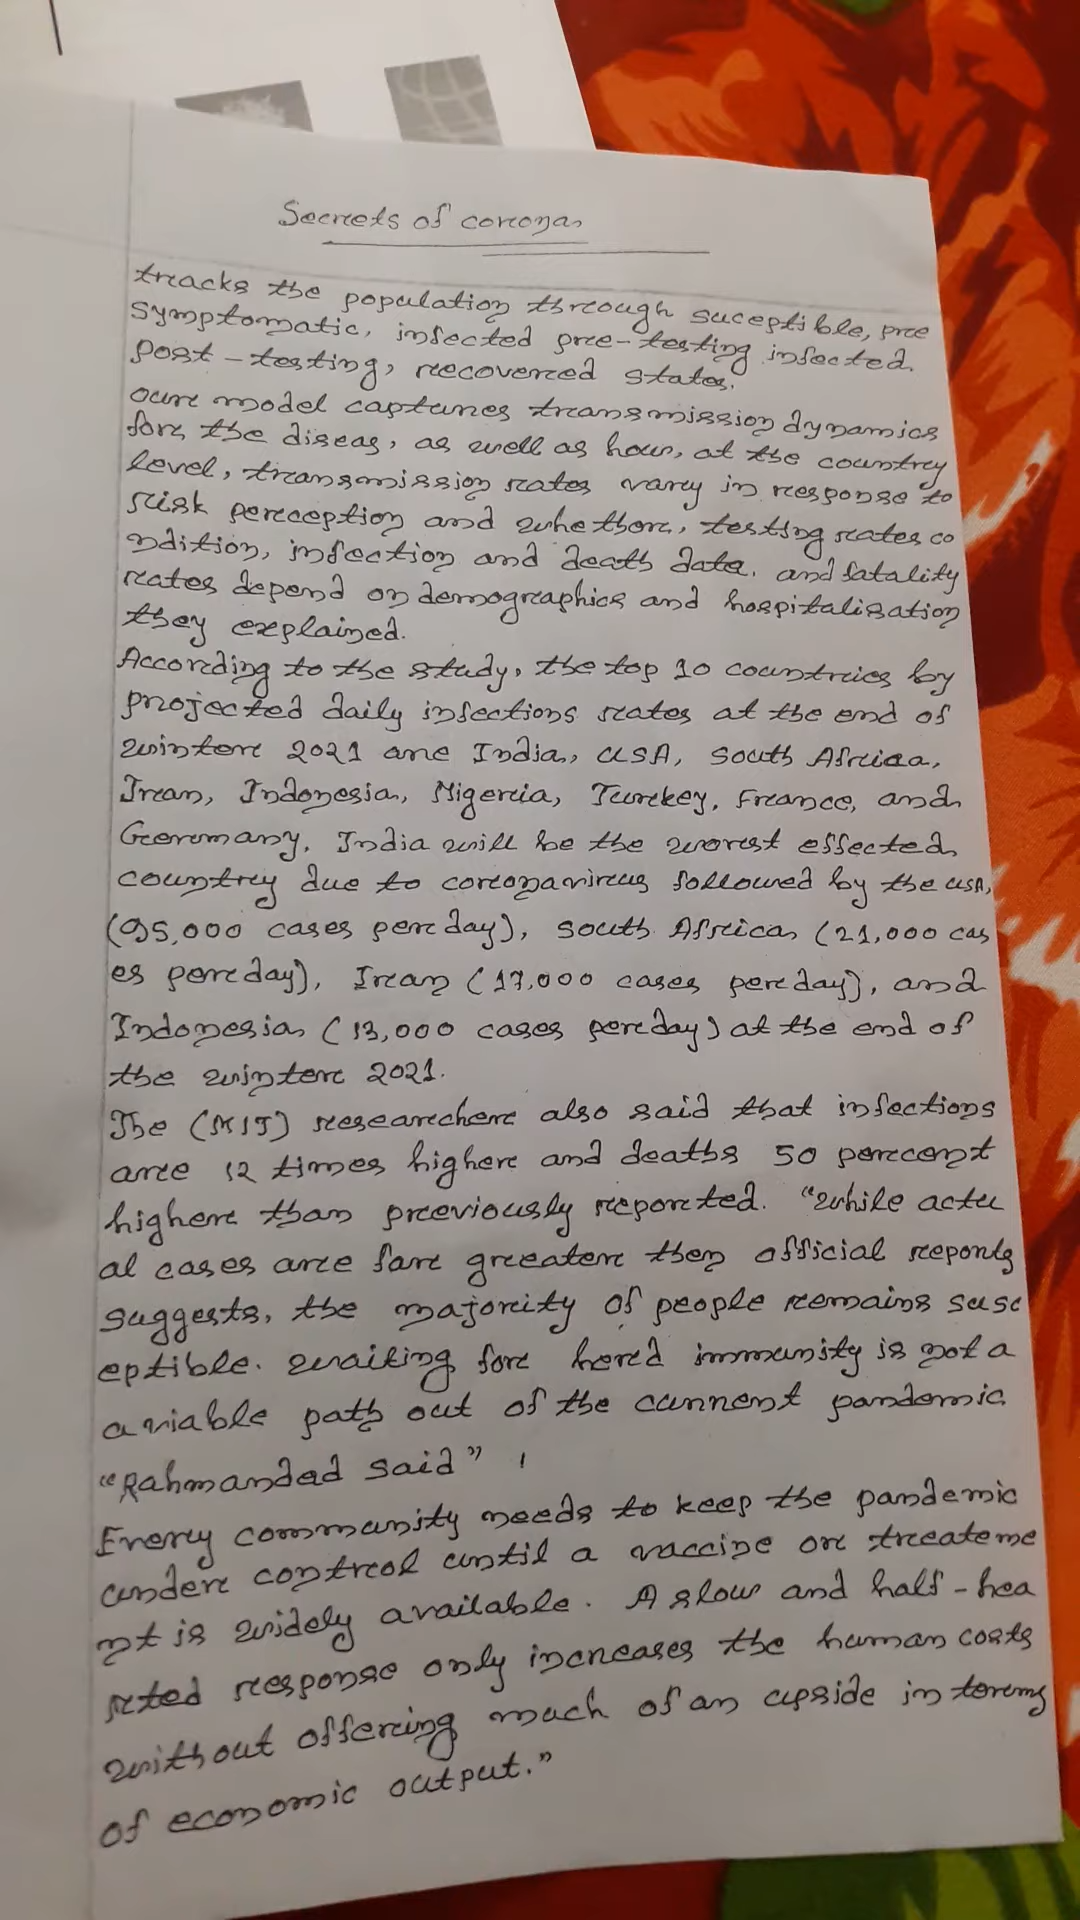 Secrets of corona
tracks the population through suceptible, pre
symptomatic, infected pre-testing infected
post-testing, recovered states.
our model captures transmission dynamics
for the diseas, as well as how, at the country
level, transmission rates vary in response to
risk perception and whether, testing rates co
ndition, infection and death data, and fatality
rates depend on demographics and hospitalisation
they explained.
According to the study, the top 10 countries by
projected daily infections rates at the end of
winter 2021 are India, USA, South Africa,
Iran, Indonesia, Nigeria, Turkey, France, and
Germany, India will be the worst effected
country due to coronavirus followed by the USA,
(95,000 cases per day), South Africa (21,000 cas
es per day), Iran (17,000 cases per day), and
Indonesia (13,000 cases per day) at the end of
the winter 2021.
The (MIT) researcher also said that infections
are 12 times higher and deaths 50 percent
higher than previously reported. "while actu
al cases are far greater then official reports
suggests, the majority of people remains susc
eptible. waiting for herd immunity is not a
a viable path out of the current pandemic
"Rahmandad said"
Every community needs to keep the pandemic
under control until a vaccine or treateme
nt is widely available. A slow and half-hea
rted response only increases the human costs
without offering much of an upside in terms
of economic output."